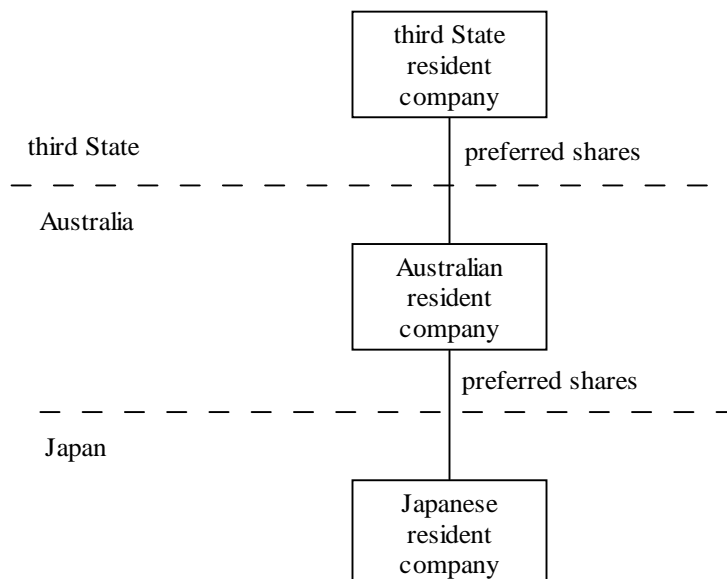 third State
resident
company
third State
preferred shares
Australia
Australian
resident
company
preferred shares
Japan
Japanese
resident
company